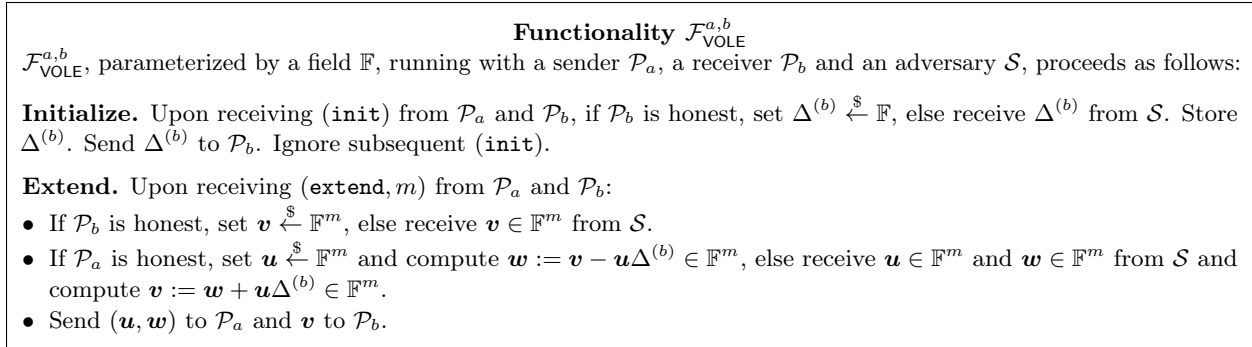 Functionality $\mathcal{F}_{\mathsf{VOLE}}^{a,b}$
$\mathcal{F}_{\mathsf{VOLE}}^{a,b}$, parameterized by a field $\mathbb{F}$, running with a sender $\mathcal{P}_a$, a receiver $\mathcal{P}_b$ and an adversary $\mathcal{S}$, proceeds as follows:
Initialize. Upon receiving (init) from $\mathcal{P}_a$ and $\mathcal{P}_b$, if $\mathcal{P}_b$ is honest, set $\Delta^{(b)} \xleftarrow{\$} \mathbb{F}$, else receive $\Delta^{(b)}$ from $\mathcal{S}$. Store
$\Delta^{(b)}$. Send $\Delta^{(b)}$ to $\mathcal{P}_b$. Ignore subsequent (init).
Extend. Upon receiving (extend, $m$) from $\mathcal{P}_a$ and $\mathcal{P}_b$:
• If $\mathcal{P}_b$ is honest, set $\boldsymbol{v} \xleftarrow{\$} \mathbb{F}^m$, else receive $\boldsymbol{v} \in \mathbb{F}^m$ from $\mathcal{S}$.
• If $\mathcal{P}_a$ is honest, set $\boldsymbol{u} \xleftarrow{\$} \mathbb{F}^m$ and compute $\boldsymbol{w} := \boldsymbol{v} - \boldsymbol{u}\Delta^{(b)} \in \mathbb{F}^m$, else receive $\boldsymbol{u} \in \mathbb{F}^m$ and $\boldsymbol{w} \in \mathbb{F}^m$ from $\mathcal{S}$ and
compute $\boldsymbol{v} := \boldsymbol{w} + \boldsymbol{u}\Delta^{(b)} \in \mathbb{F}^m$.
• Send $(\boldsymbol{u}, \boldsymbol{w})$ to $\mathcal{P}_a$ and $\boldsymbol{v}$ to $\mathcal{P}_b$.